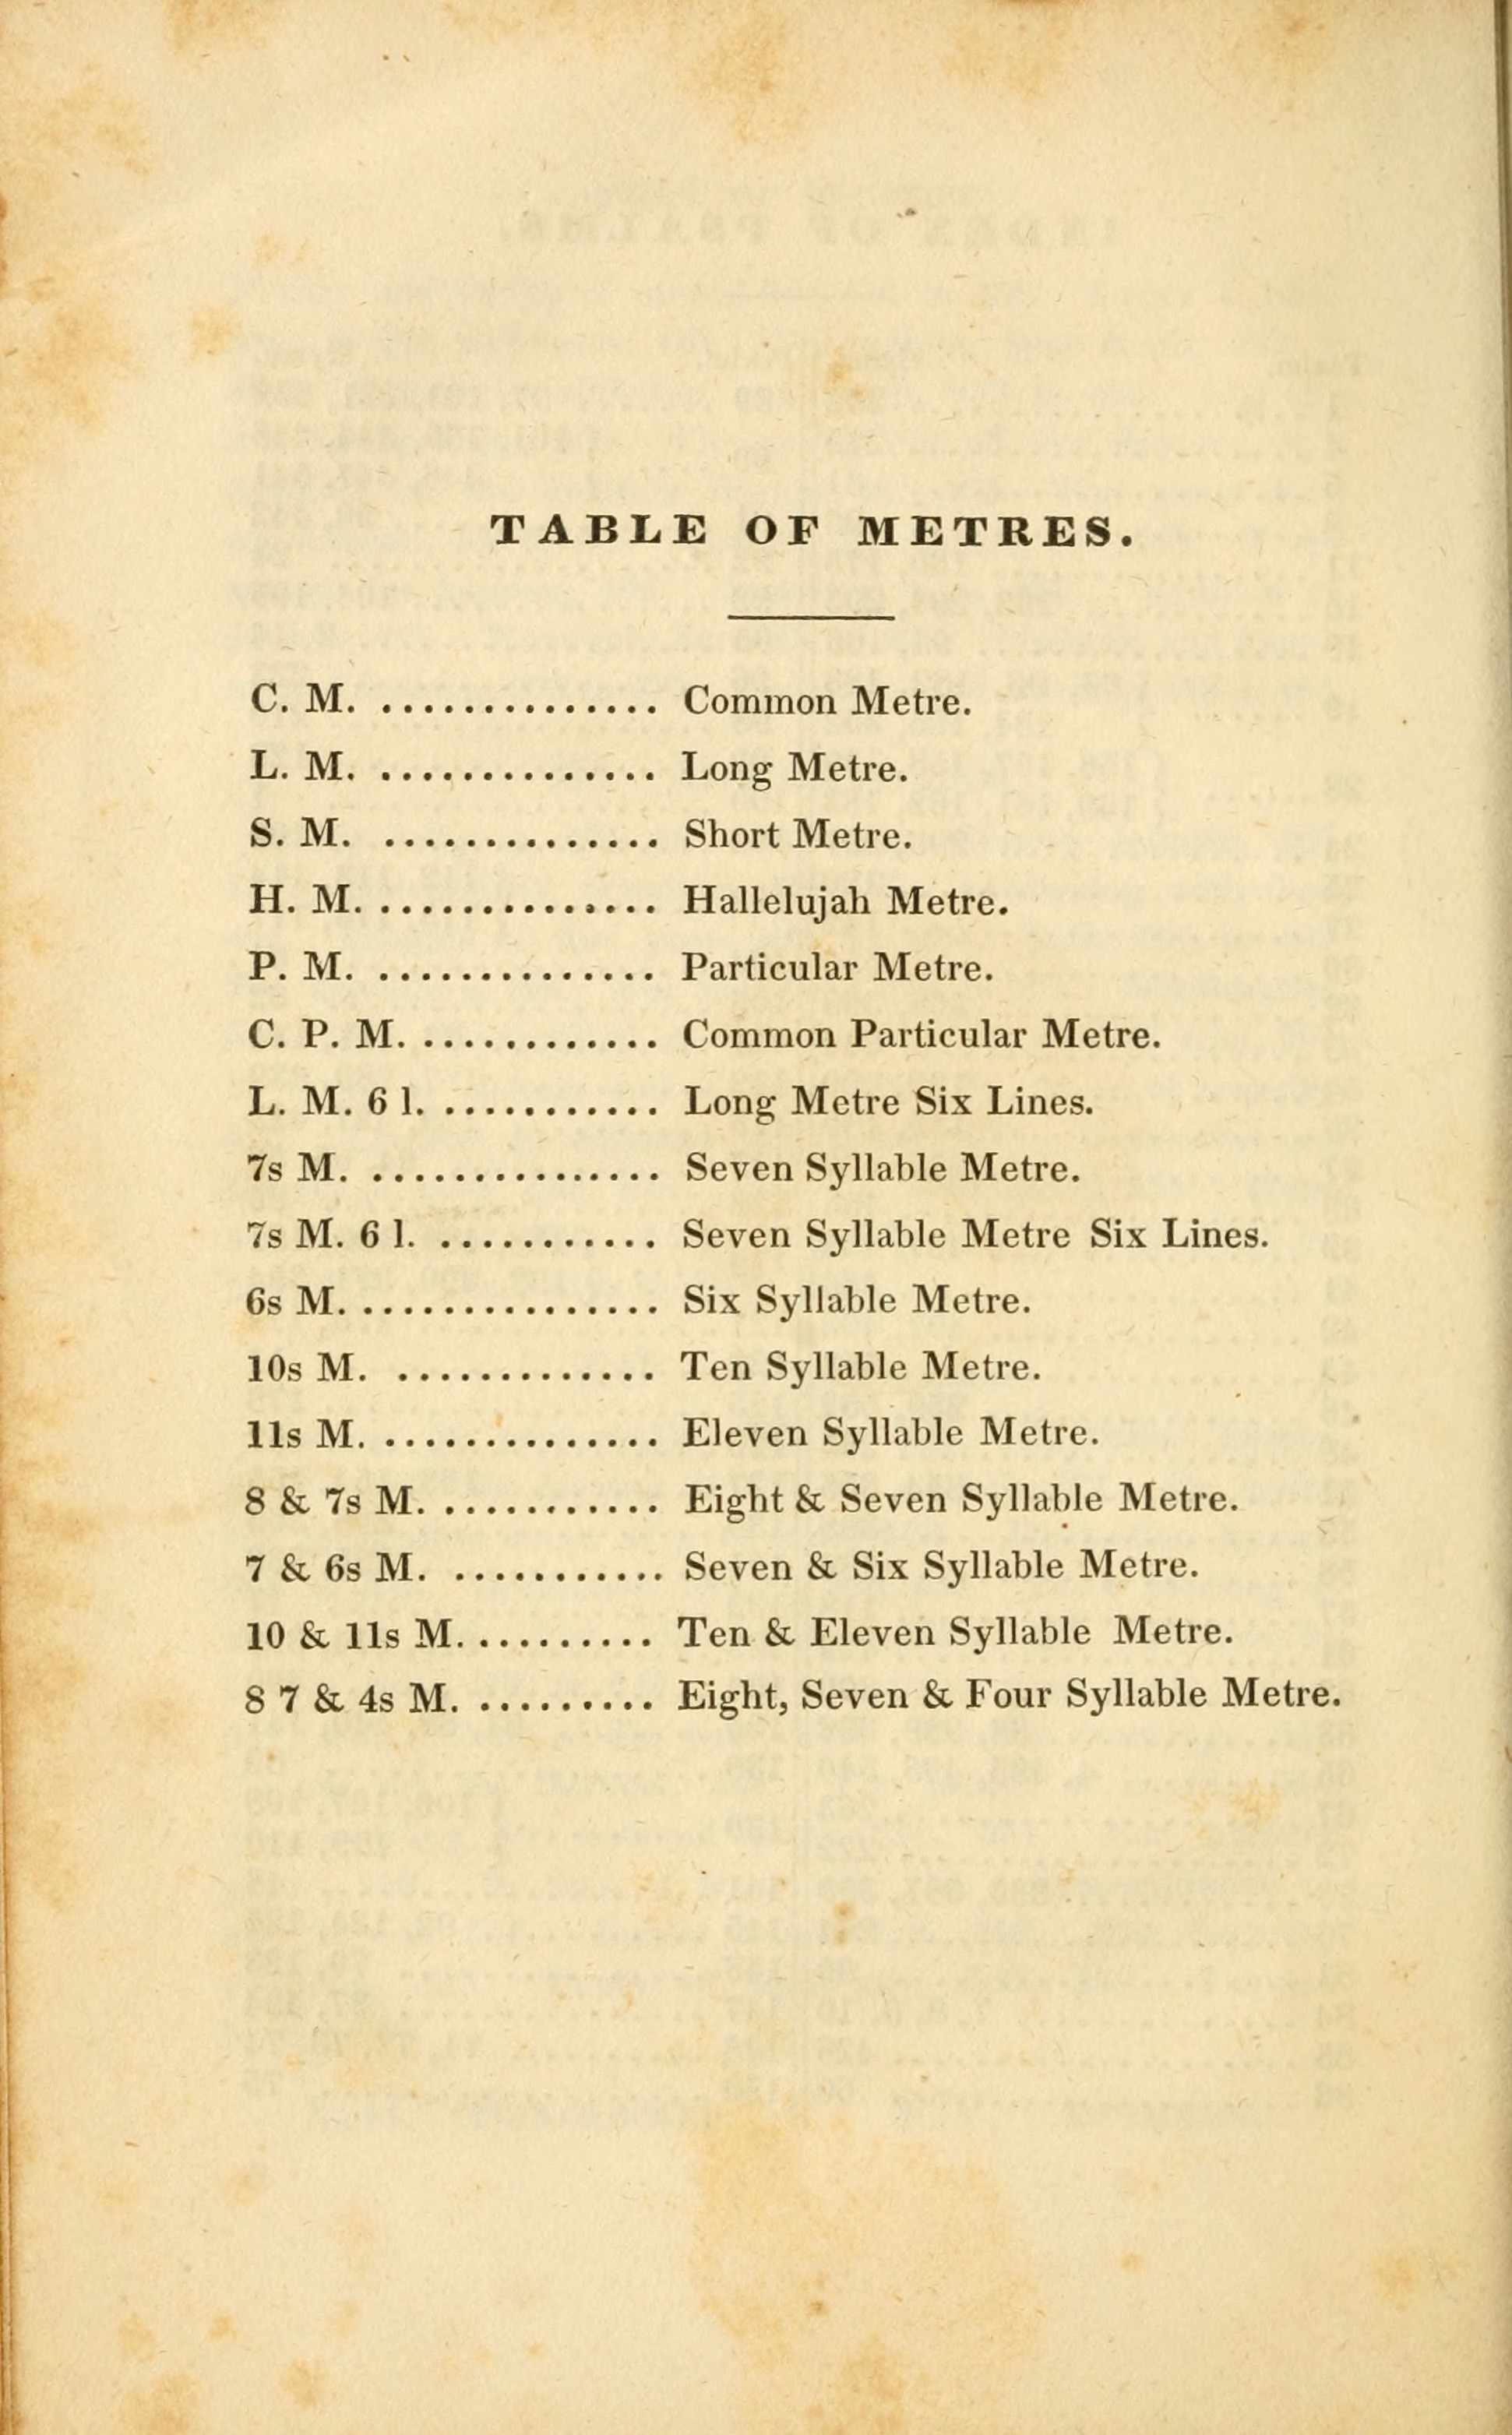 TABLE OF METRES.
C. M. .............. Common Metre.
L. M. .............. Long Metre.
S. M. .............. Short Metre.
H. M. .............. Hallelujah Metre.
P. M. .............. Particular Metre.
C. P. M. ............ Common Particular Metre.
L. M. 6 l. ........... Long Metre Six Lines.
7s M. ............... Seven Syllable Metre.
7s M. 6 l. ........... Seven Syllable Metre Six Lines.
6s M. ............... Six Syllable Metre.
10s M. ............. Ten Syllable Metre.
11s M. .............. Eleven Syllable Metre.
8 & 7s M. ........... Eight & Seven Syllable Metre.
7 & 6s M. ........... Seven & Six Syllable Metre.
10 & 11s M. ......... Ten & Eleven Syllable Metre.
8 7 & 4s M. ......... Eight, Seven & Four Syllable Metre.